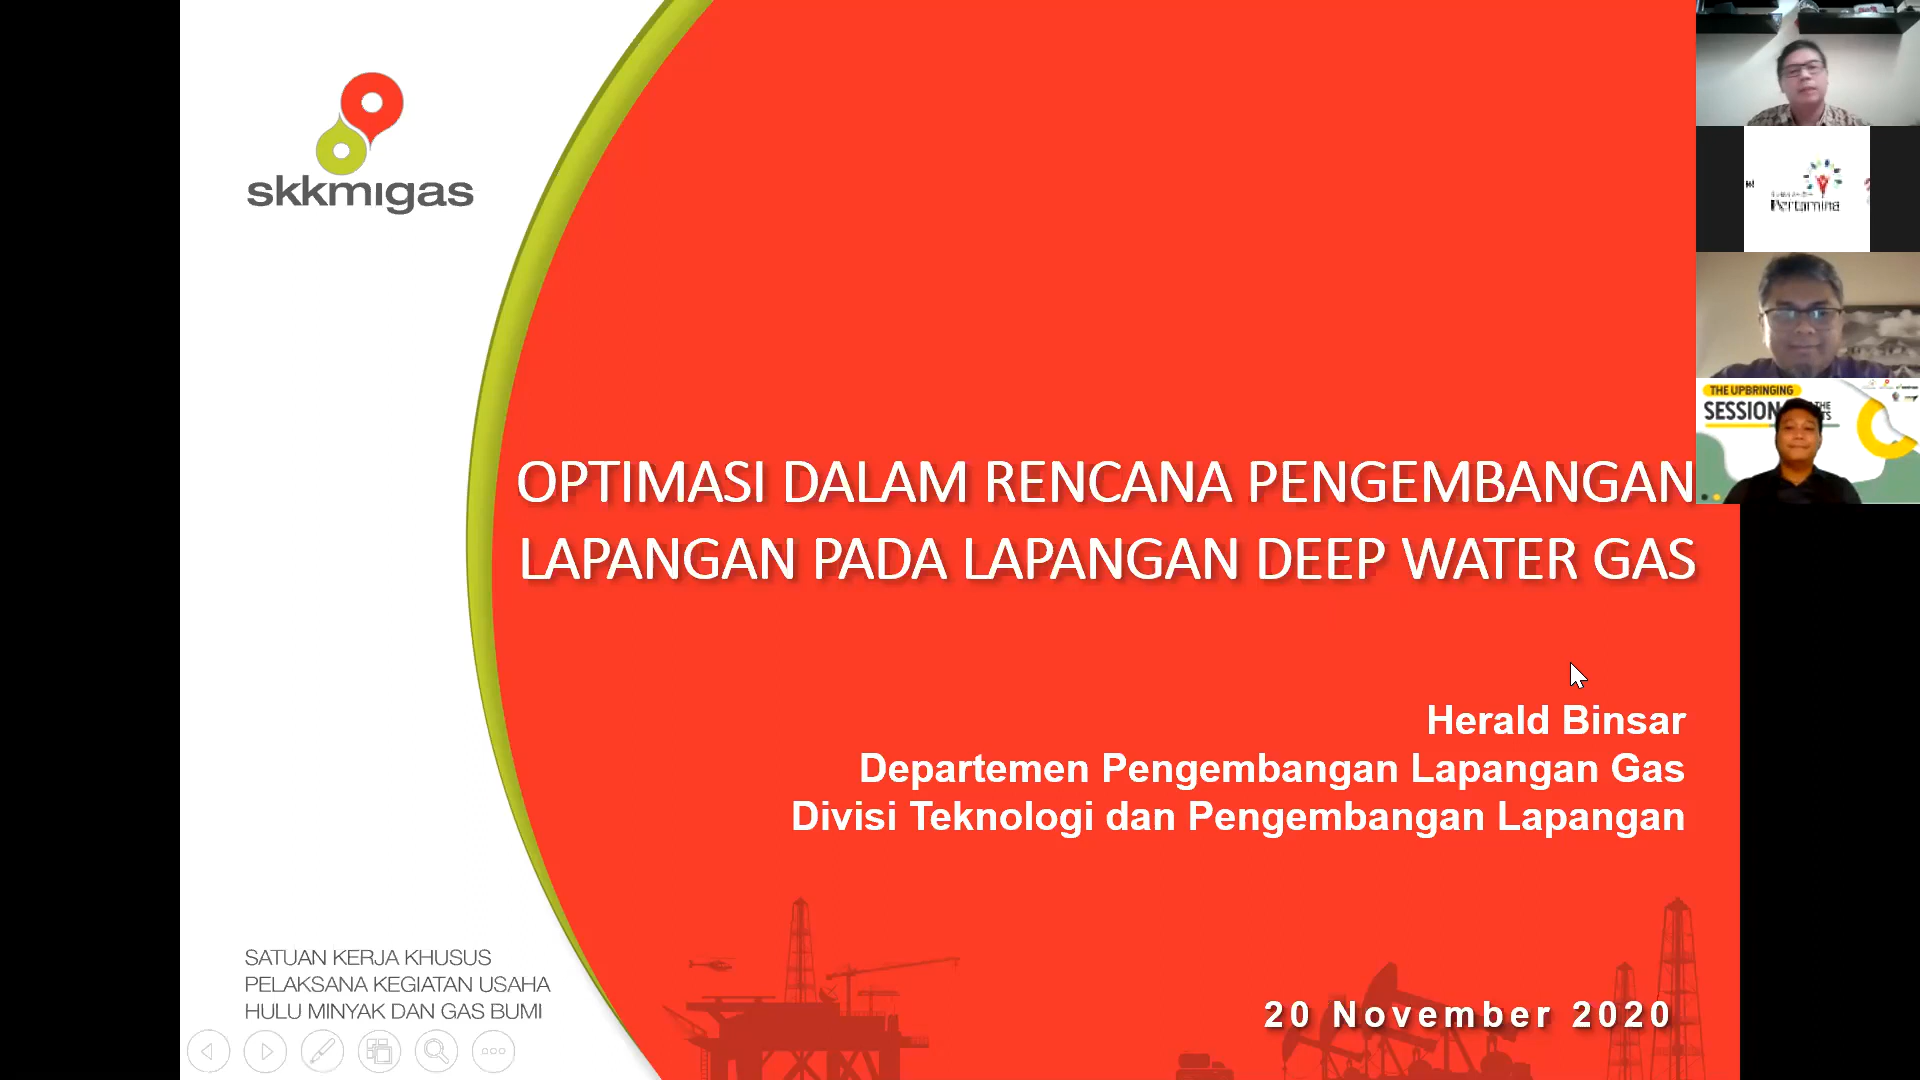 skkmigas
OPTIMASI DALAM RENCANA PENGEMBANGAN
LAPANGAN PADA LAPANGAN DEEP WATER GAS
Herald Binsar
Departemen Pengembangan Lapangan Gas
Divisi Teknologi dan Pengembangan Lapangan
20 November 2020
SATUAN KERJA KHUSUS
PELAKSANA KEGIATAN USAHA
HULU MINYAK DAN GAS BUMI
Pertamina
THE UPBRINGING
SESSION THE